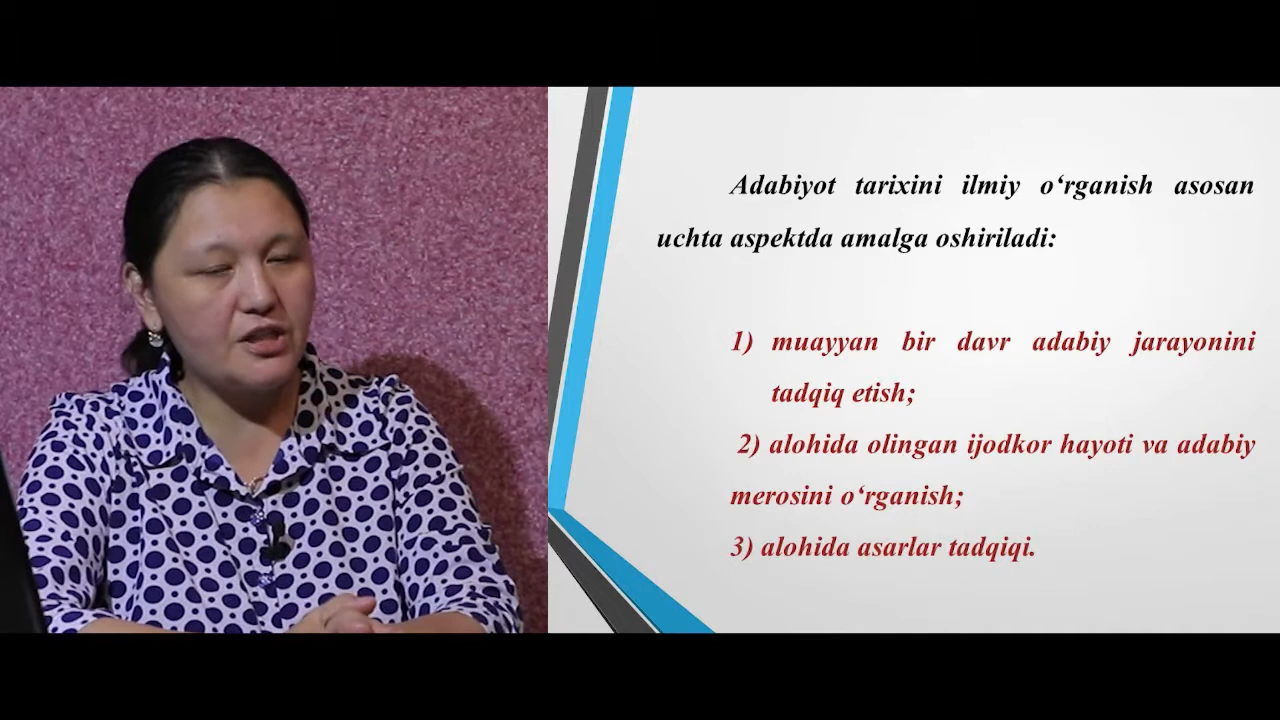 Adabiyot tarixini ilmiy o‘rganish asosan
uchta aspektda amalga oshiriladi:
1) muayyan bir davr adabiy jarayonini
tadqiq etish;
2) alohida olingan ijodkor hayoti va adabiy
merosini o‘rganish;
3) alohida asarlar tadqiqi.